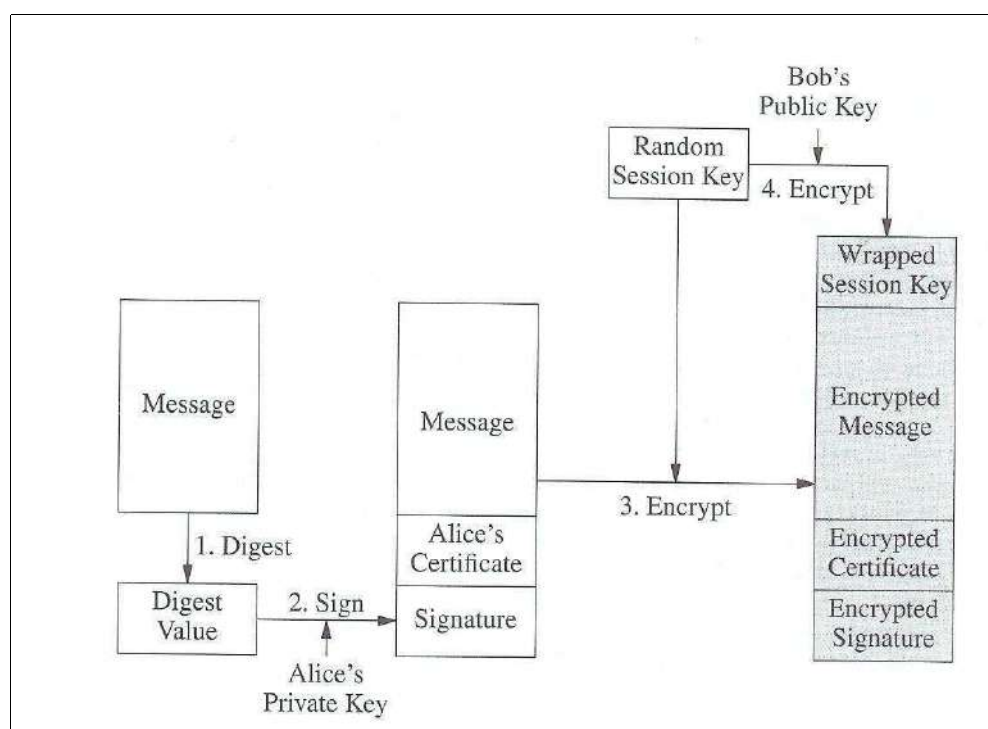 Bob's
Public Key
Random
Session Key
4. Encrypt
Wrapped
Session Key
Message
Message
Encrypted
Message
3. Encrypt
1. Digest
Alice's
Certificate
Encrypted
Certificate
Digest
Value
2. Sign
Signature
Encrypted
Signature
Alice's
Private Key